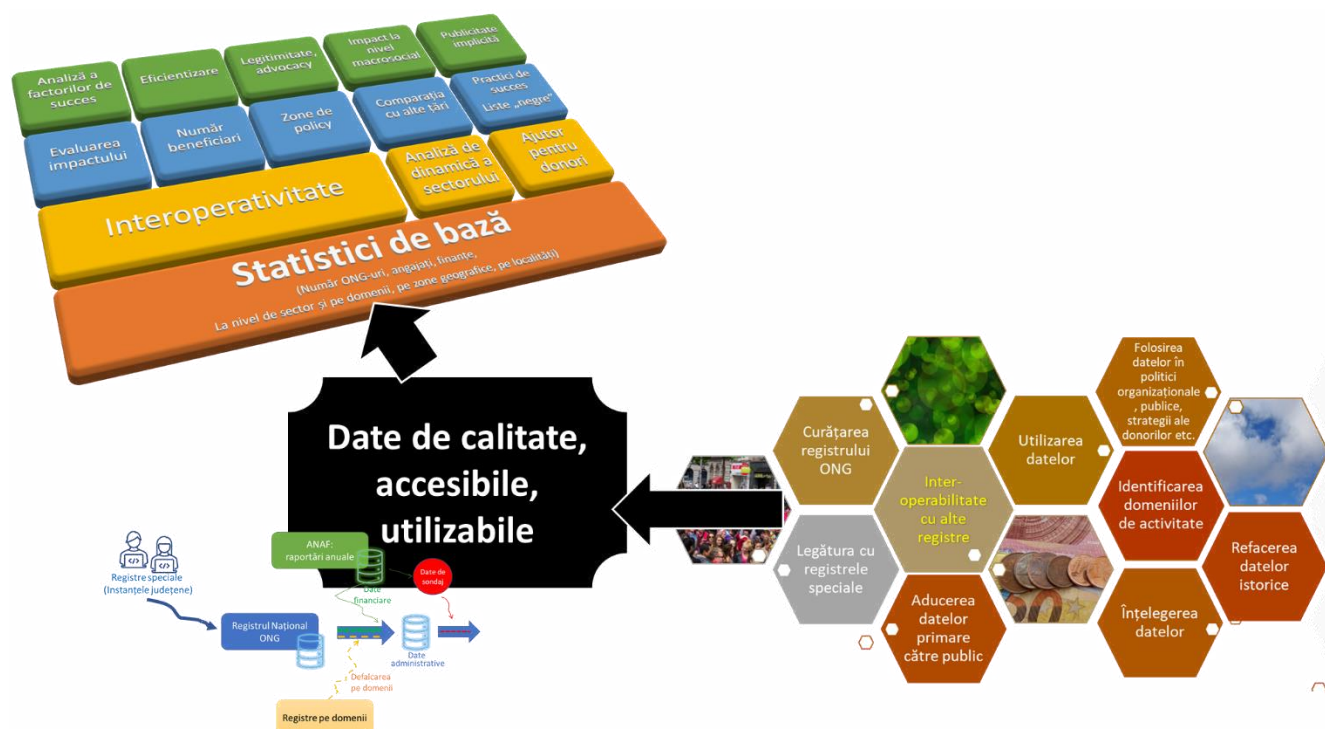 Analiză a
factorilor de
succes
Eficientizare
Legitimitate,
advocacy
Impact la
nivel
macrosocial
Publicitate
implicită
Evaluarea
impactului
Număr
beneficiari
Zone de
policy
Comparația
cu alte țări
Practici de
succes
Liste „negre”
Interoperativitate
Analiză de
dinamică a
sectorului
Ajutor
pentru
donori
Statistici de bază
(Număr ONG-uri, angajați, finanțe,
La nivel de sector și pe domenii, pe zone geografice, pe localități)
Date de calitate,
accesibile,
utilizabile
Registre speciale
(Instanțele județene)
Registrul Național
ONG
ANAF:
raportări anuale
Date
financiare
Date de
sondaj
Date
administrative
Defalcarea
pe domenii
Registre pe domenii
Curățarea
registrului
ONG
Legătura cu
registrele
speciale
Inter-
operabilitate
cu alte
registre
Aducerea
datelor
primare
către public
Utilizarea
datelor
Folosirea
datelor în
politici
organizaționale
, publice,
strategii ale
donorilor etc.
Identificarea
domeniilor
de activitate
Înțelegerea
datelor
Refacerea
datelor
istorice